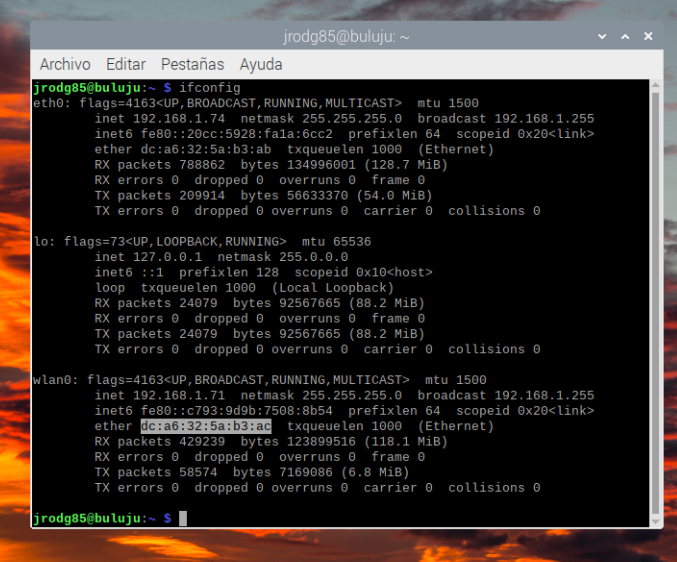 jrodg85@buluju: ~
Archivo Editar Pestañas Ayuda
jrodg85@buluju:~ $ ifconfig
eth0: flags=4163<UP,BROADCAST,RUNNING,MULTICAST>  mtu 1500
        inet 192.168.1.74  netmask 255.255.255.0  broadcast 192.168.1.255
        inet6 fe80::20cc:5928:fa1a:6cc2  prefixlen 64  scopeid 0x20<link>
        ether dc:a6:32:5a:b3:ab  txqueuelen 1000  (Ethernet)
        RX packets 788862  bytes 134996001 (128.7 MiB)
        RX errors 0  dropped 0  overruns 0  frame 0
        TX packets 209914  bytes 56633370 (54.0 MiB)
        TX errors 0  dropped 0 overruns 0  carrier 0  collisions 0
lo: flags=73<UP,LOOPBACK,RUNNING>  mtu 65536
        inet 127.0.0.1  netmask 255.0.0.0
        inet6 ::1  prefixlen 128  scopeid 0x10<host>
        loop  txqueuelen 1000  (Local Loopback)
        RX packets 24079  bytes 92567665 (88.2 MiB)
        RX errors 0  dropped 0  overruns 0  frame 0
        TX packets 24079  bytes 92567665 (88.2 MiB)
        TX errors 0  dropped 0 overruns 0  carrier 0  collisions 0
wlan0: flags=4163<UP,BROADCAST,RUNNING,MULTICAST>  mtu 1500
        inet 192.168.1.71  netmask 255.255.255.0  broadcast 192.168.1.255
        inet6 fe80::c793:9d9b:7508:8b54  prefixlen 64  scopeid 0x20<link>
        ether dc:a6:32:5a:b3:ac  txqueuelen 1000  (Ethernet)
        RX packets 429239  bytes 123899516 (118.1 MiB)
        RX errors 0  dropped 0  overruns 0  frame 0
        TX packets 58574  bytes 7169086 (6.8 MiB)
        TX errors 0  dropped 0 overruns 0  carrier 0  collisions 0
jrodg85@buluju:~ $